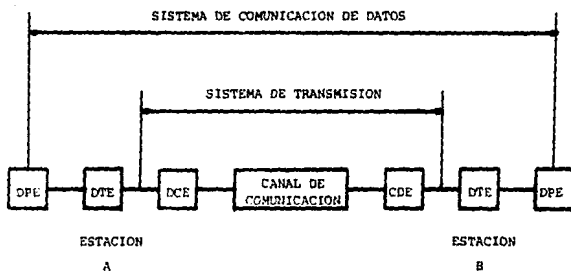 SISTEMA DE COMUNICACION DE DATOS
SISTEMA DE TRANSMISION
DPE DTE DCE CANAL DE COMUNICACION CDE DTE DPE
ESTACION ESTACION
A B